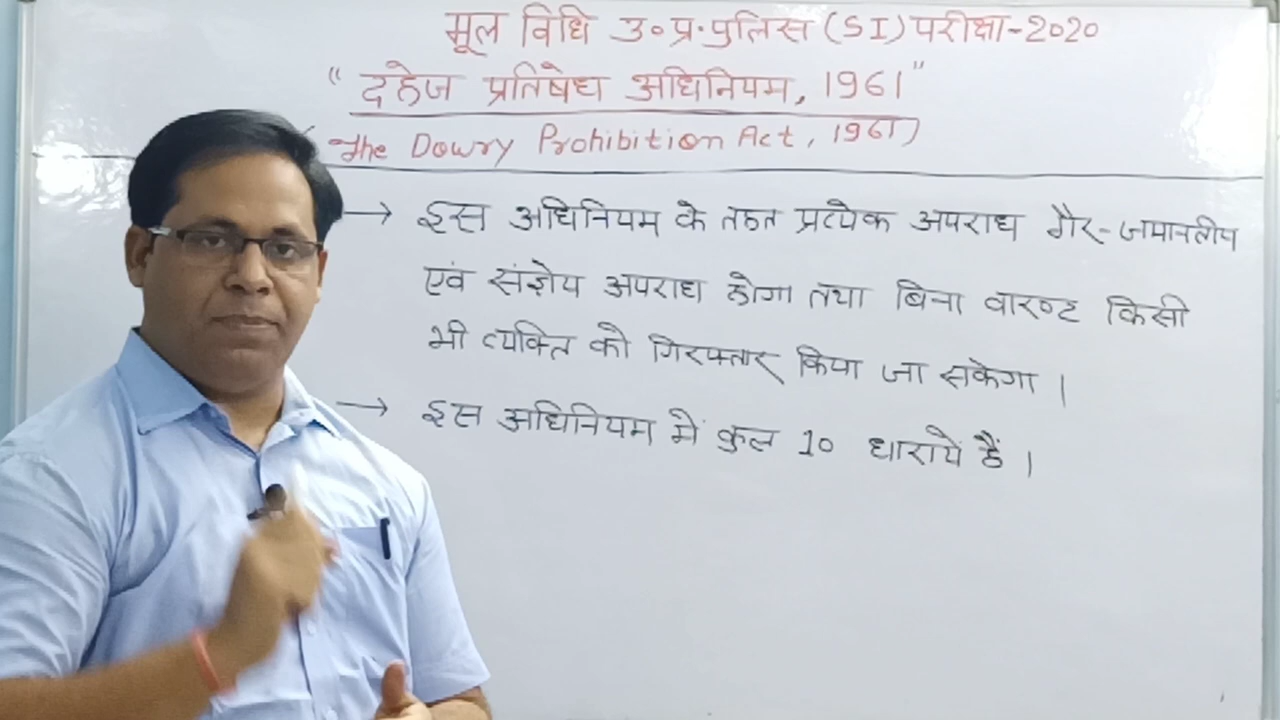 मूल विधि उ०प्र०पुलिस (SI) परीक्षा-2020
"दहेज प्रतिषेध अधिनियम, 1961"
(The Dowry Prohibition Act, 1961)
→ इस अधिनियम के तहत प्रत्येक अपराध गैर-जमानतीय
एवं संज्ञेय अपराध होगा तथा बिना वारण्ट किसी
भी व्यक्ति को गिरफ्तार किया जा सकेगा।
→ इस अधिनियम में कुल 10 धारायें हैं।